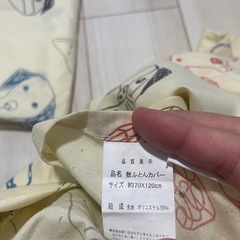 品質表示
品名 敷ふとんカバー
サイズ 約70X120cm
組成 生地 ポリエステル100%